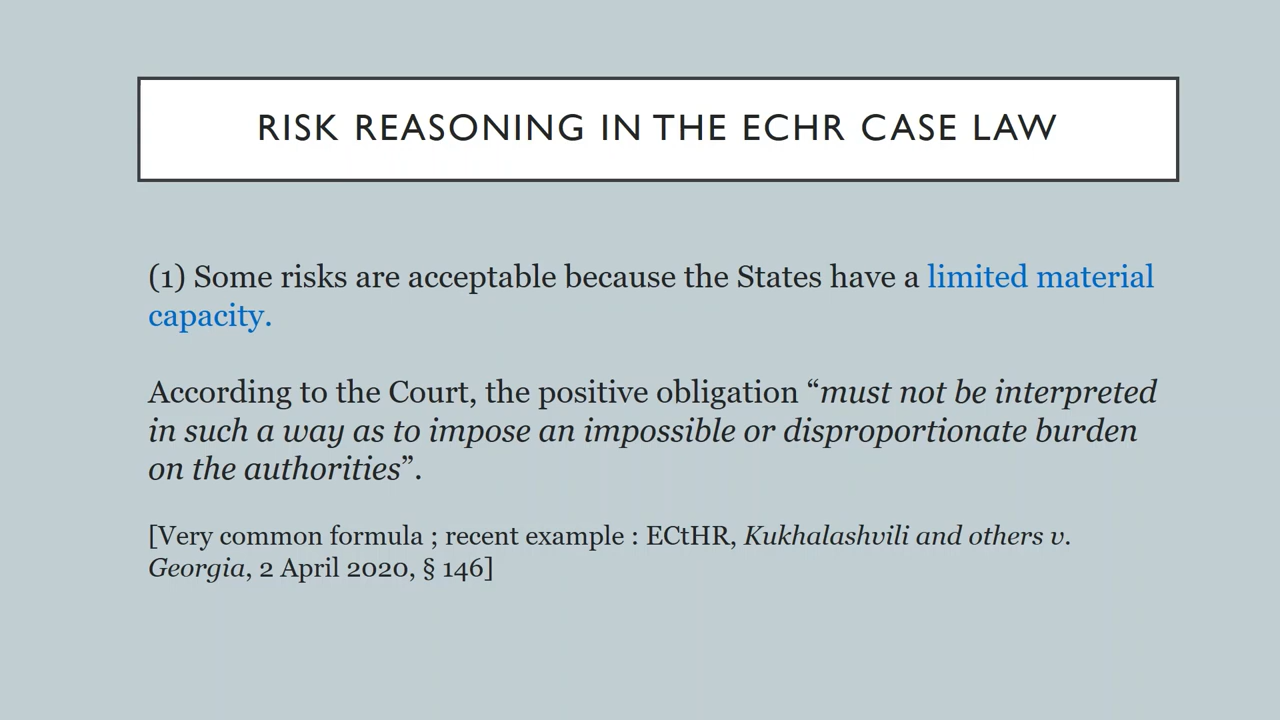 RISK REASONING IN THE ECHR CASE LAW
(1) Some risks are acceptable because the States have a limited material
capacity.
According to the Court, the positive obligation “must not be interpreted
in such a way as to impose an impossible or disproportionate burden
on the authorities”.
[Very common formula ; recent example : ECtHR, Kukhalashvili and others v.
Georgia, 2 April 2020, § 146]